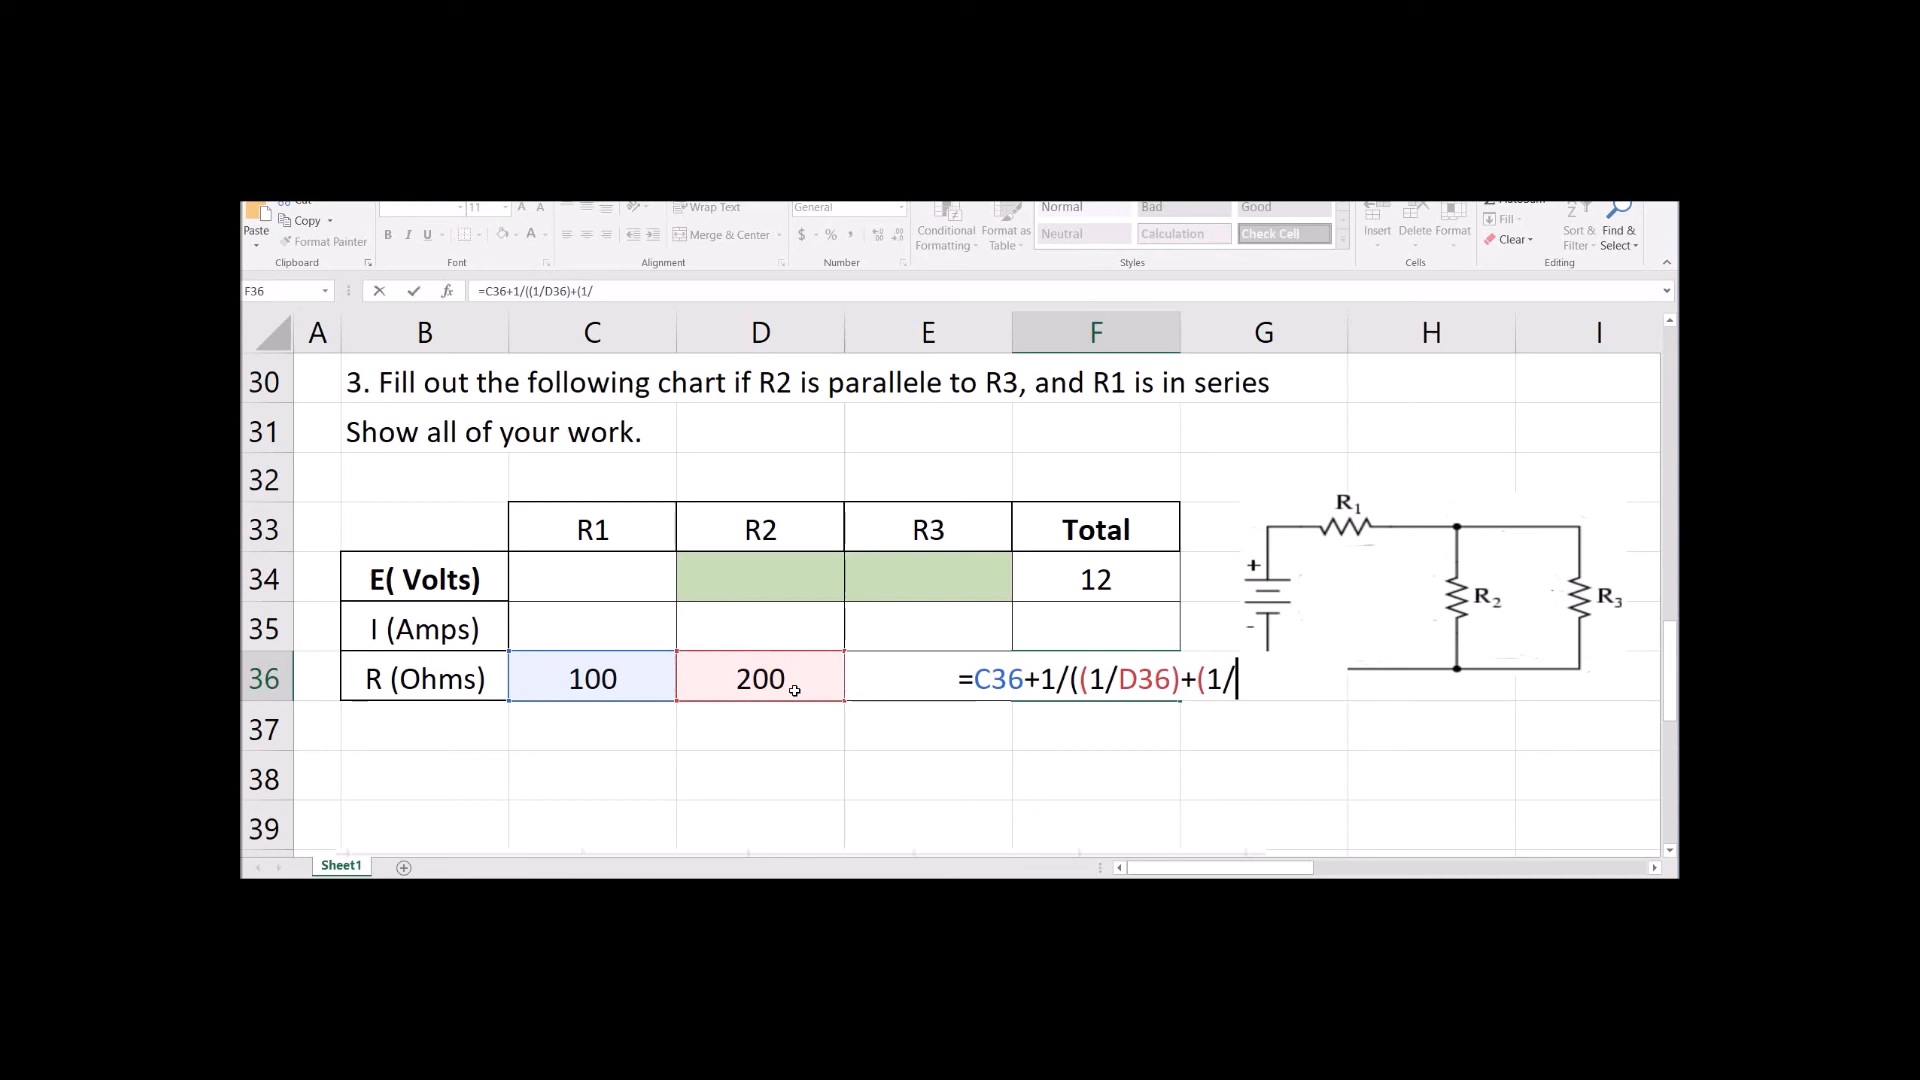 Cut
Copy
Paste
Format Painter
Clipboard
11 A A
B I U A
Font
Wrap Text
Merge & Center
Alignment
General
$ % ,
Number
Conditional Formatting
Format as Table
Normal Bad Good
Neutral Calculation Check Cell
Styles
Insert Delete Format
Cells
AutoSum
Fill
Clear
Sort & Filter
Find & Select
Editing
F36 fx =C36+1/((1/D36)+(1/
A B C D E F G H I
30 3. Fill out the following chart if R2 is parallele to R3, and R1 is in series
31 Show all of your work.
32
33 R1 R2 R3 Total
34 E( Volts) 12
35 I (Amps)
36 R (Ohms) 100 200 =C36+1/((1/D36)+(1/
37
38
39
R1
+
-
R2
R3
Sheet1